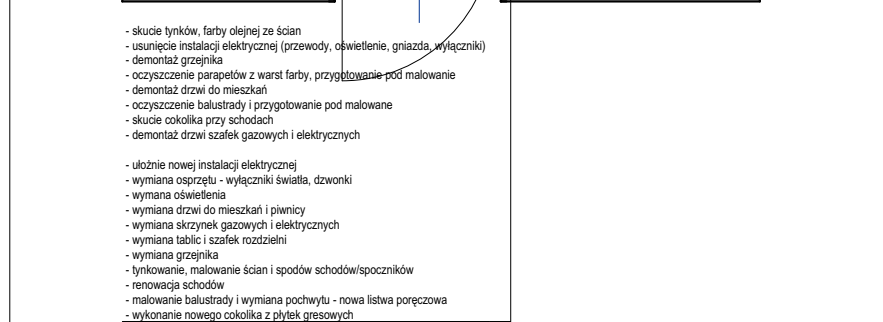 - skucie tynków, farby olejnej ze ścian
- usunięcie instalacji elektrycznej (przewody, oświetlenie, gniazda, wyłączniki)
- demontaż grzejnika
- oczyszczenie parapetów z warst farby, przygotowanie pod malowanie
- demontaż drzwi do mieszkań
- oczyszczenie balustrady i przygotowanie pod malowane
- skucie cokolika przy schodach
- demontaż drzwi szafek gazowych i elektrycznych
- ułożnie nowej instalacji elektrycznej
- wymiana osprzętu - wyłączniki światła, dzwonki
- wymana oświetlenia
- wymiana drzwi do mieszkań i piwnicy
- wymiana skrzynek gazowych i elektrycznych
- wymiana tablic i szafek rozdzielni
- wymiana grzejnika
- tynkowanie, malowanie ścian i spodów schodów/spoczników
- renowacja schodów
- malowanie balustrady i wymiana pochwytu - nowa listwa poręczowa
- wykonanie nowego cokolika z płytek gresowych